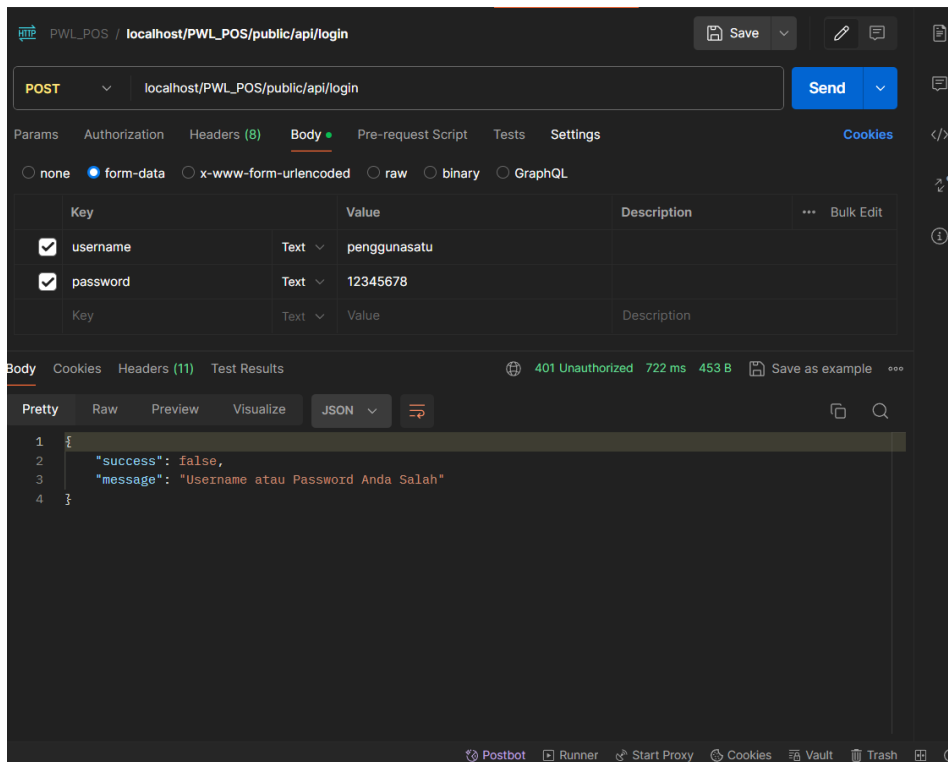 HTTP PWL_POS / localhost/PWL_POS/public/api/login Save
POST localhost/PWL_POS/public/api/login Send
Params Authorization Headers (8) Body Pre-request Script Tests Settings Cookies
none form-data x-www-form-urlencoded raw binary GraphQL
Key Value Description ••• Bulk Edit
username Text penggunasatu
password Text 12345678
Key Text Value Description
Body Cookies Headers (11) Test Results 401 Unauthorized 722 ms 453 B Save as example
Pretty Raw Preview Visualize JSON
1 {
2 "success": false,
3 "message": "Username atau Password Anda Salah"
4 }
Postbot Runner Start Proxy Cookies Vault Trash